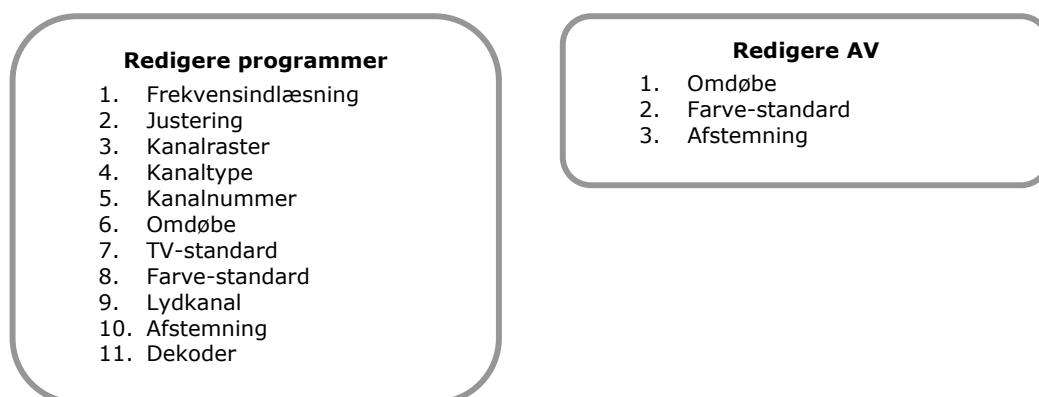 Redigere programmer
1. Frekvensindlæsning
2. Justering
3. Kanalraster
4. Kanaltype
5. Kanalnummer
6. Omdøbe
7. TV-standard
8. Farve-standard
9. Lydkanal
10. Afstemning
11. Dekoder
Redigere AV
1. Omdøbe
2. Farve-standard
3. Afstemning